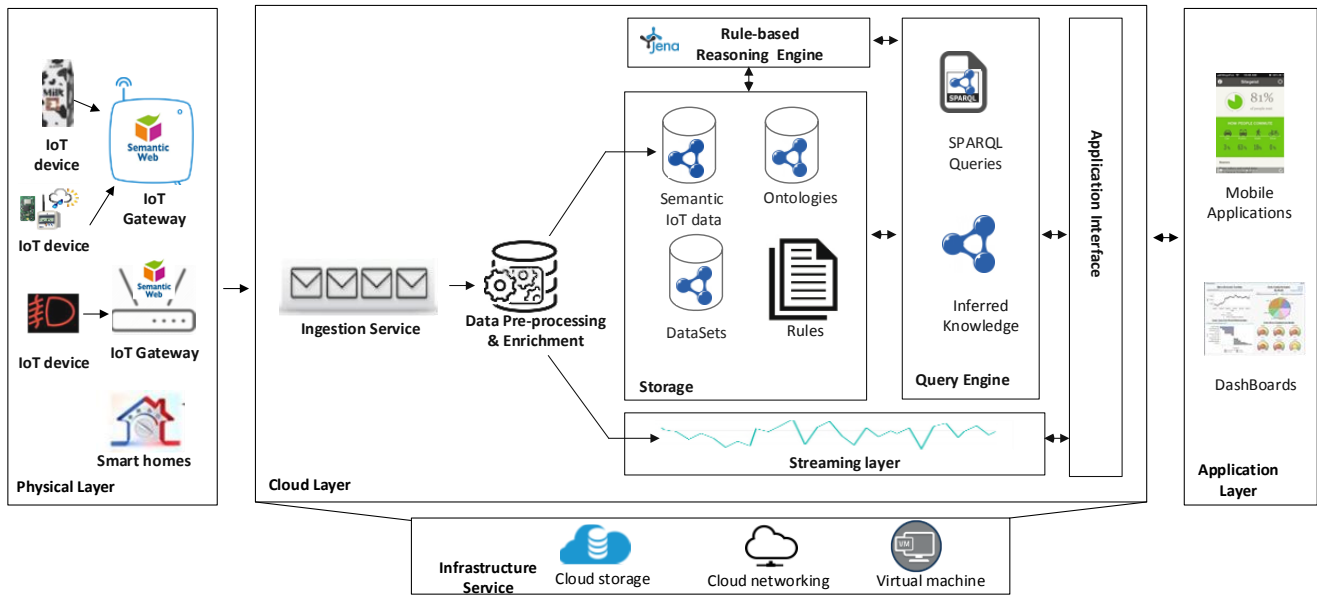 Milk
IoT
device
Semantic
Web
IoT
Gateway
IoT device
Semantic
Web
IoT device
IoT Gateway
Smart homes
Physical Layer
Ingestion Service
Data Pre-processing
& Enrichment
Cloud Layer
jena
Rule-based
Reasoning Engine
Semantic
IoT data
Ontologies
DataSets
Rules
Storage
SPARQL
SPARQL
Queries
Inferred
Knowledge
Query Engine
Streaming layer
Application Interface
81%
Mobile
Applications
DashBoards
Application
Layer
Infrastructure
Service
Cloud storage
Cloud networking
VM
Virtual machine